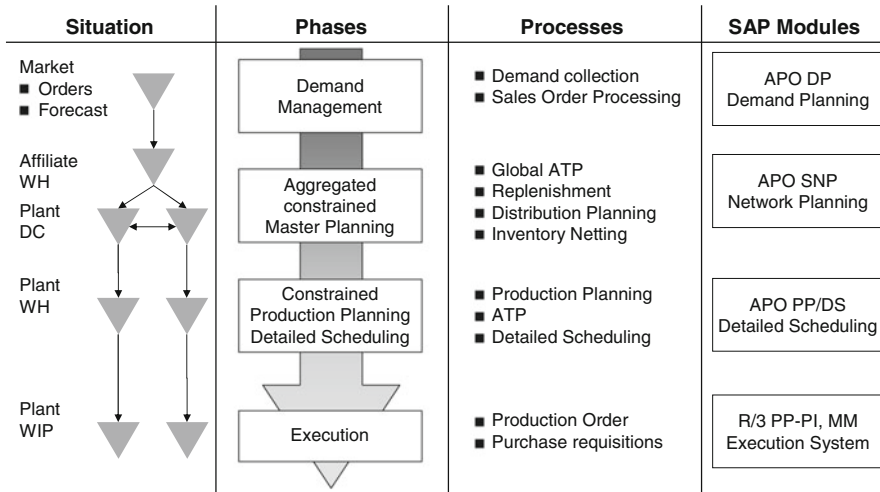 Situation
Phases
Processes
SAP Modules
Market
■ Orders
■ Forecast
Demand
Management
■ Demand collection
■ Sales Order Processing
APO DP
Demand Planning
Affiliate
WH
Plant
DC
Aggregated
constrained
Master Planning
■ Global ATP
■ Replenishment
■ Distribution Planning
■ Inventory Netting
APO SNP
Network Planning
Plant
WH
Constrained
Production Planning
Detailed Scheduling
■ Production Planning
■ ATP
■ Detailed Scheduling
APO PP/DS
Detailed Scheduling
Plant
WIP
Execution
■ Production Order
■ Purchase requisitions
R/3 PP-PI, MM
Execution System